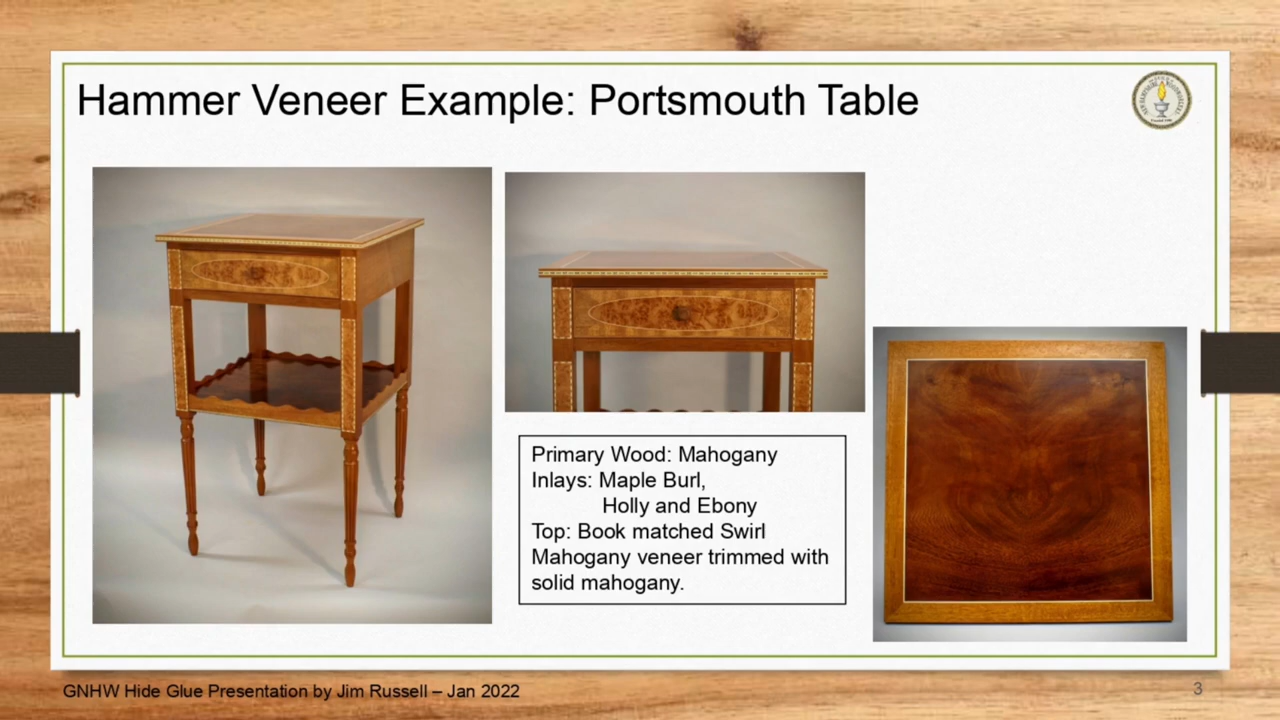 Hammer Veneer Example: Portsmouth Table
Primary Wood: Mahogany
Inlays: Maple Burl,
Holly and Ebony
Top: Book matched Swirl
Mahogany veneer trimmed with
solid mahogany.
GNHW Hide Glue Presentation by Jim Russell – Jan 2022
3